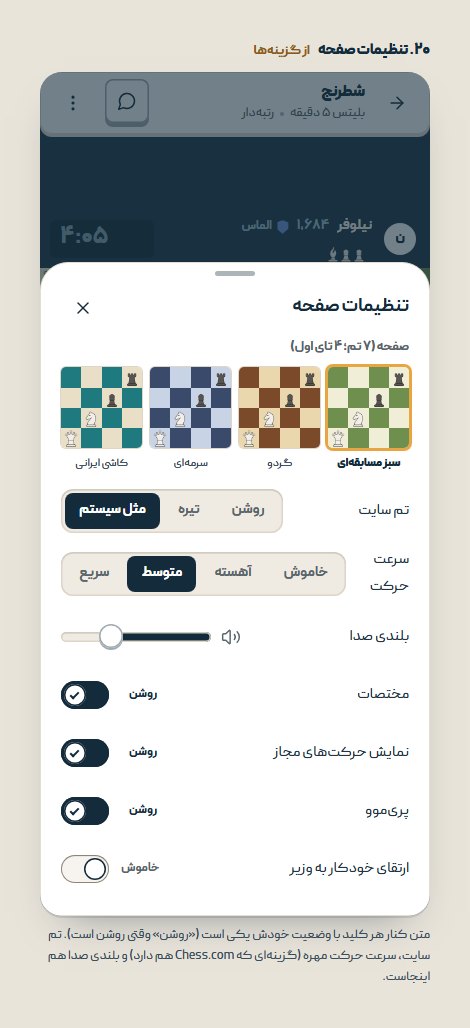 ۲۰. تنظیمات صفحه از گزینه‌ها
شطرنج
بلیتس ۵ دقیقه • رتبه‌دار
ن
نیلوفر ۱٬۶۸۴ الماس
۴:۰۵
تنظیمات صفحه
صفحه (۷ تم؛ ۴ تای اول)
سبز مسابقه‌ای
گردو
سرمه‌ای
کاشی ایرانی
تم سایت
روشن
تیره
مثل سیستم
سرعت حرکت
خاموش
آهسته
متوسط
سریع
بلندی صدا
مختصات
روشن
نمایش حرکت‌های مجاز
روشن
پری‌موو
روشن
ارتقای خودکار به وزیر
خاموش
متن کنار هر کلید با وضعیت خودش یکی است («روشن» وقتی روشن است). تم
سایت، سرعت حرکت مهره (گزینه‌ای که Chess.com هم دارد) و بلندی صدا هم
اینجاست.